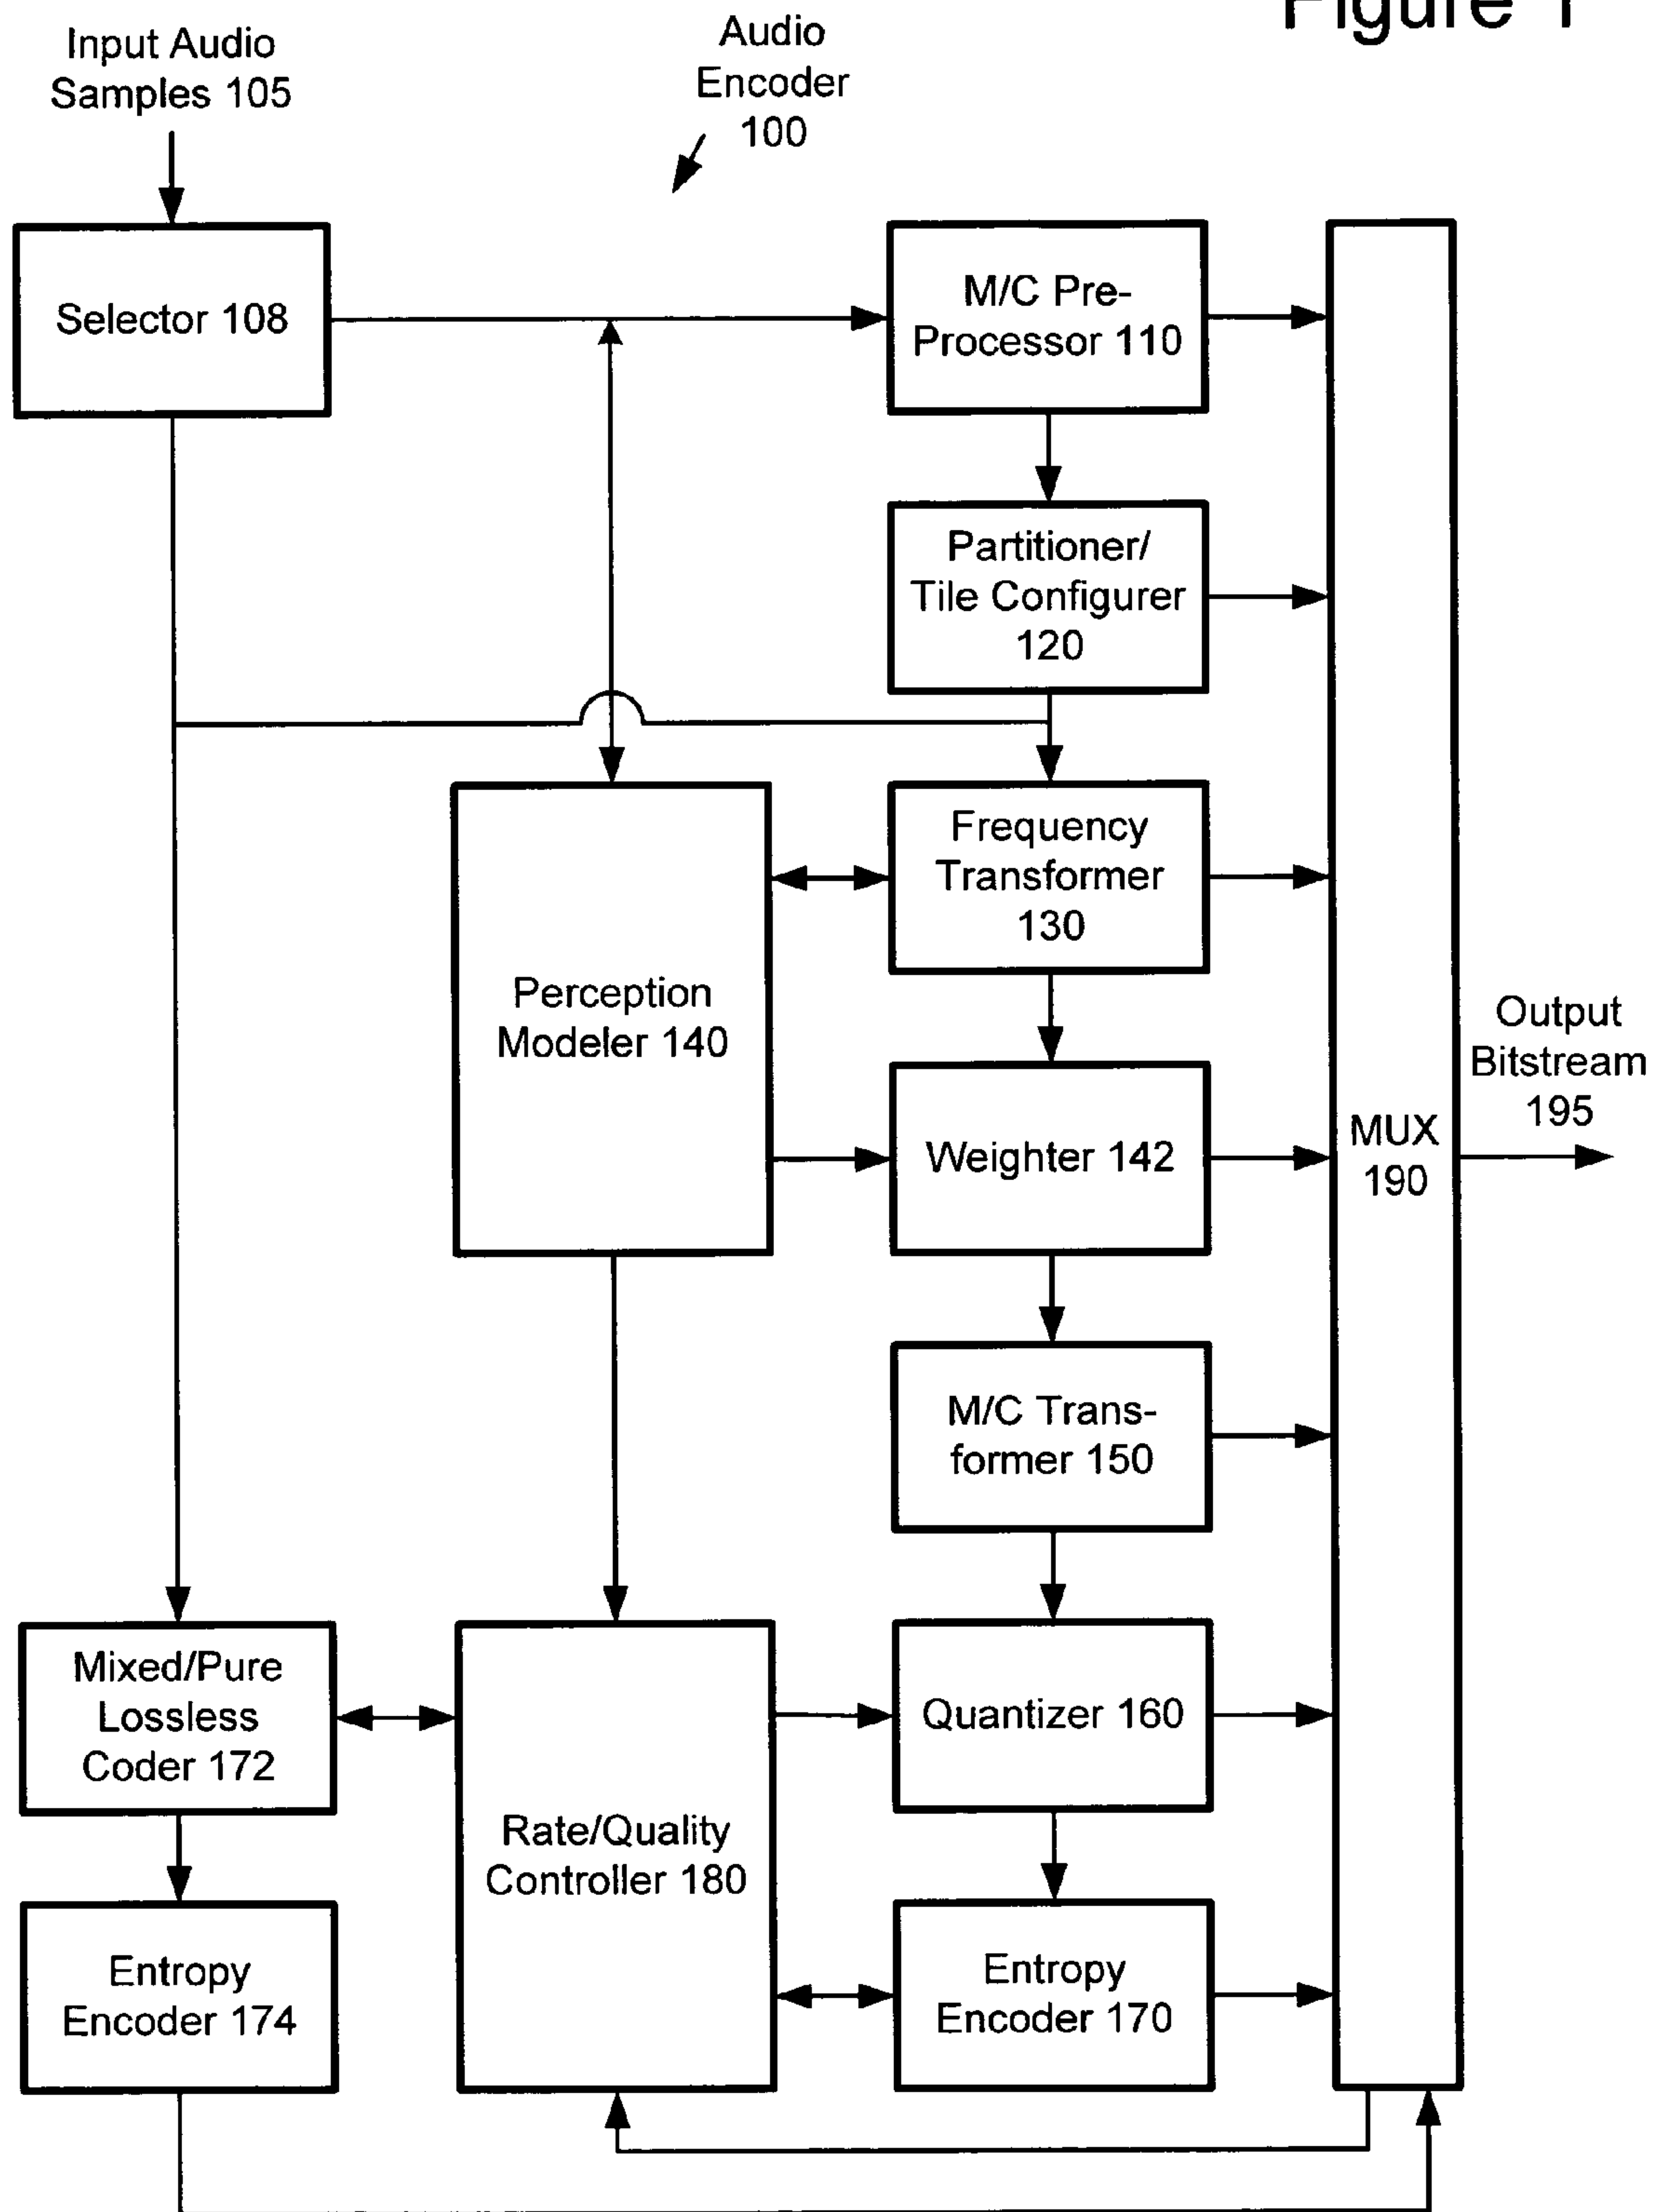 Figure 1
Input Audio
Samples 105
Audio
Encoder
100
Selector 108
M/C Pre-
Processor 110
Partitioner/
Tile Configurer
120
Frequency
Transformer
130
Perception
Modeler 140
Output
Bitstream
195
Weighter 142
MUX
190
M/C Trans-
former 150
Mixed/Pure
Lossless
Coder 172
Quantizer 160
Rate/Quality
Controller 180
Entropy
Encoder 174
Entropy
Encoder 170